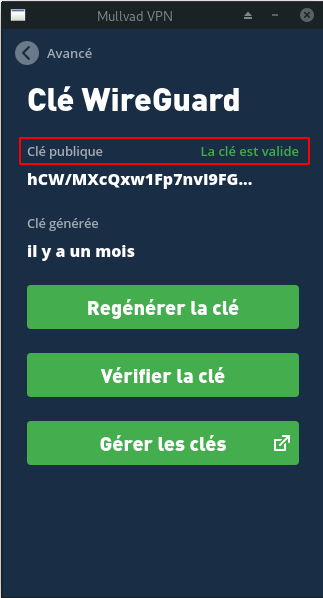 Mullvad VPN
Avancé
Clé WireGuard
Clé publique La clé est valide
hCW/MXcQxw1Fp7nvI9FG...
Clé générée
il y a un mois
Regénérer la clé
Vérifier la clé
Gérer les clés